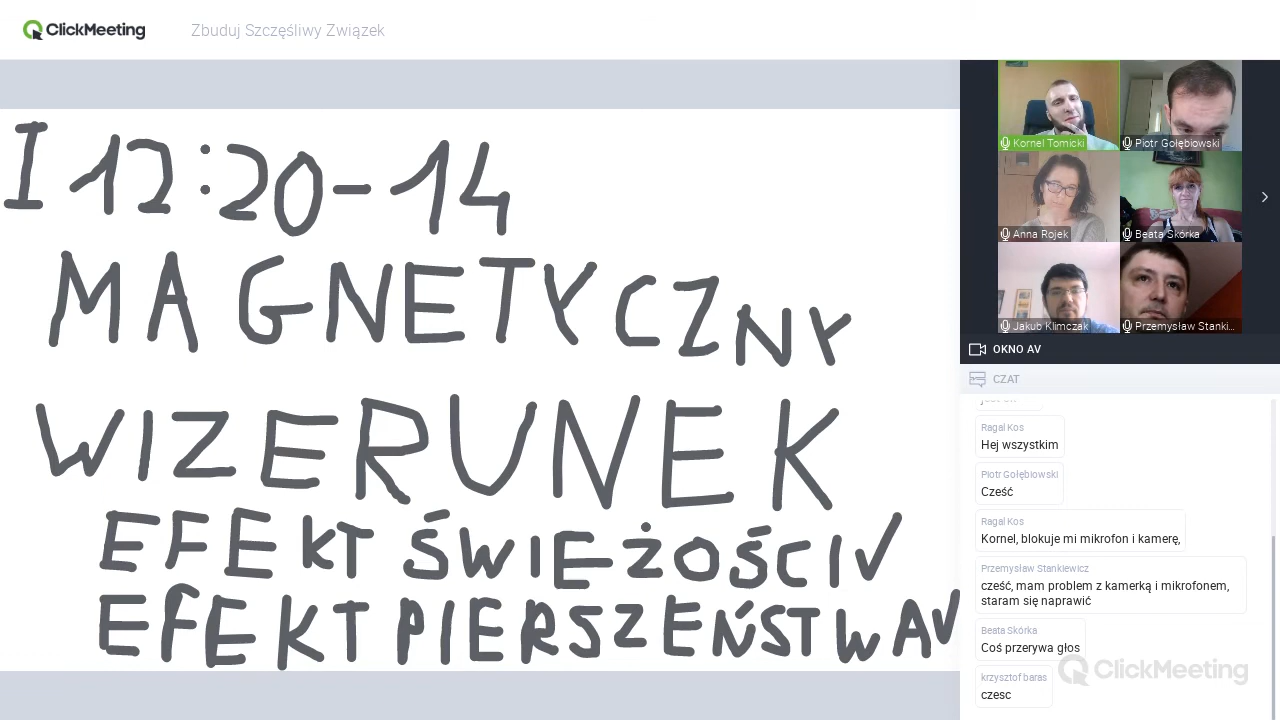 ClickMeeting
Zbuduj Szczęśliwy Związek
I 12:20-14
MAGNETYCZNY
WIZERUNEK
EFEKT ŚWIEŻOŚCI ✓
EFEKT PIERSZEŃSTWA ✓
Kornel Tomicki
Piotr Gołębiowski
Anna Rojek
Beata Skórka
Jakub Klimczak
Przemysław Stanki...
OKNO AV
CZAT
Ragal Kos
Hej wszystkim
Piotr Gołębiowski
Cześć
Ragal Kos
Kornel, blokuje mi mikrofon i kamerę,
Przemysław Stankiewicz
cześć, mam problem z kamerką i mikrofonem,
staram się naprawić
Beata Skórka
Coś przerywa głos
krzysztof baras
czesc
ClickMeeting